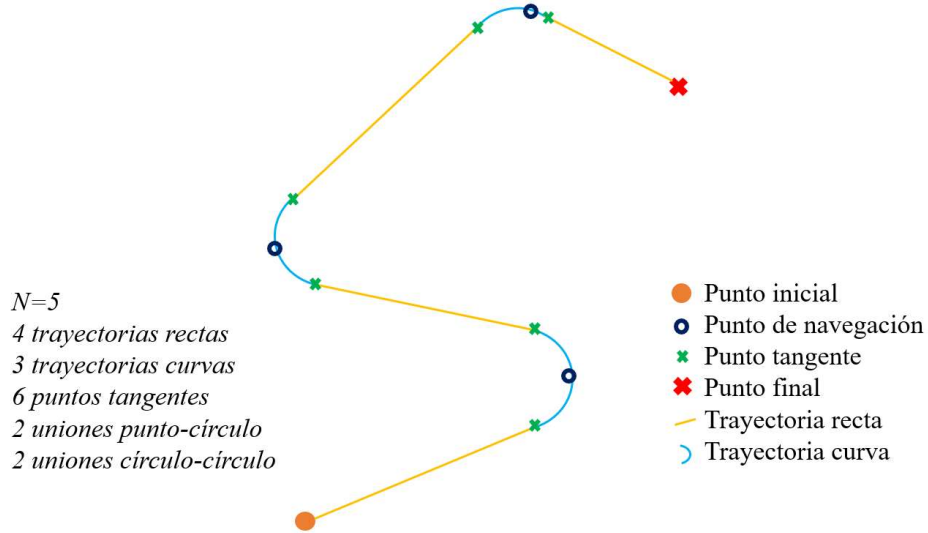 N=5
4 trayectorias rectas
3 trayectorias curvas
6 puntos tangentes
2 uniones punto-círculo
2 uniones círculo-círculo
Punto inicial
Punto de navegación
Punto tangente
Punto final
Trayectoria recta
Trayectoria curva